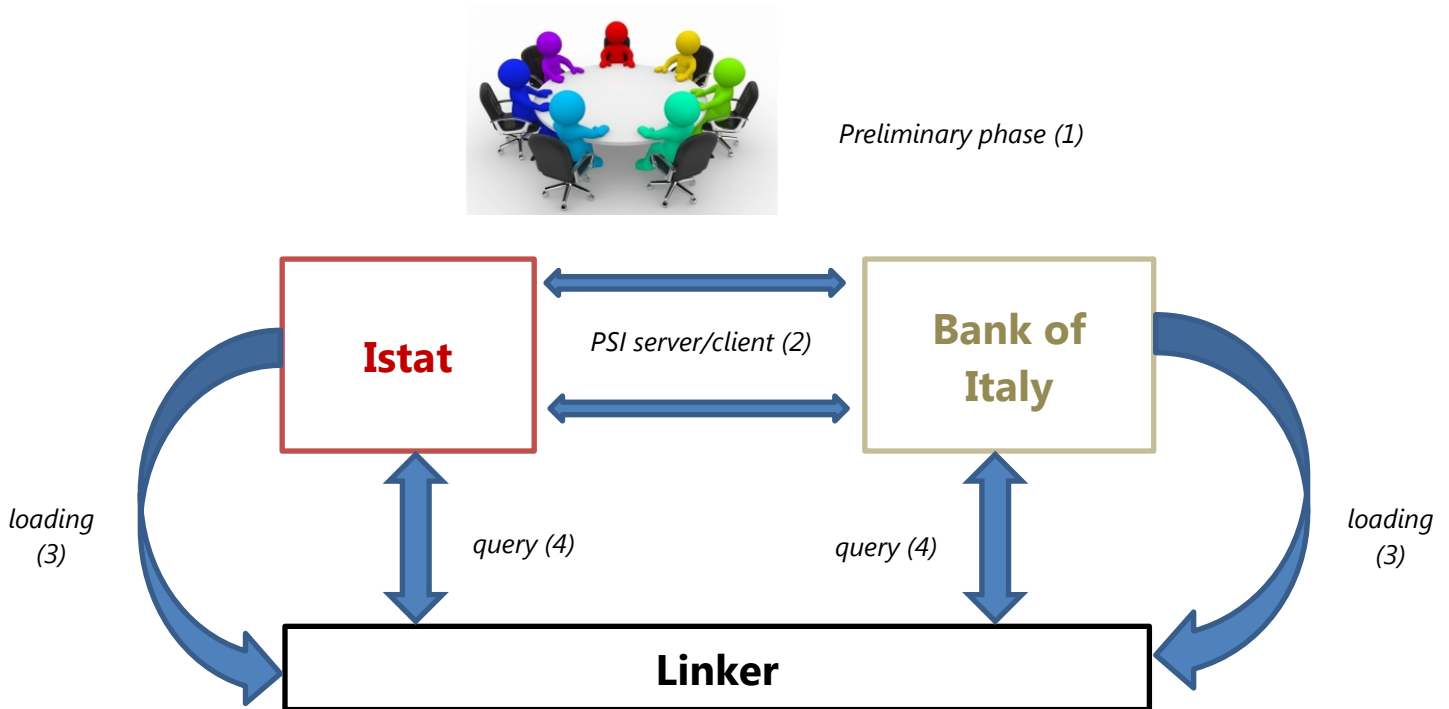 Preliminary phase (1)
Istat
PSI server/client (2)
Bank of
Italy
loading
(3)
query (4)
query (4)
loading
(3)
Linker